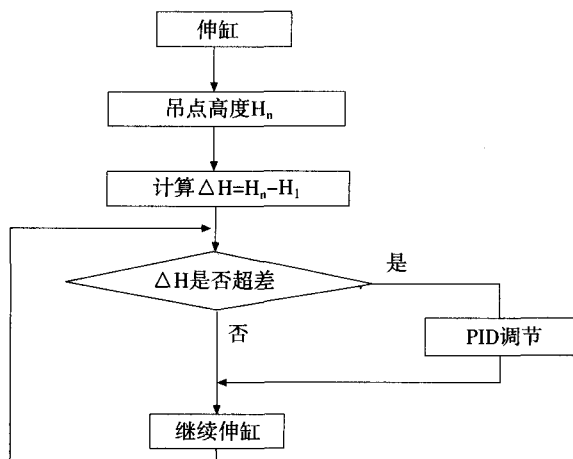 伸缸
吊点高度Hn
计算△H=Hn-H1
△H是否超差
是
否
PID调节
继续伸缸